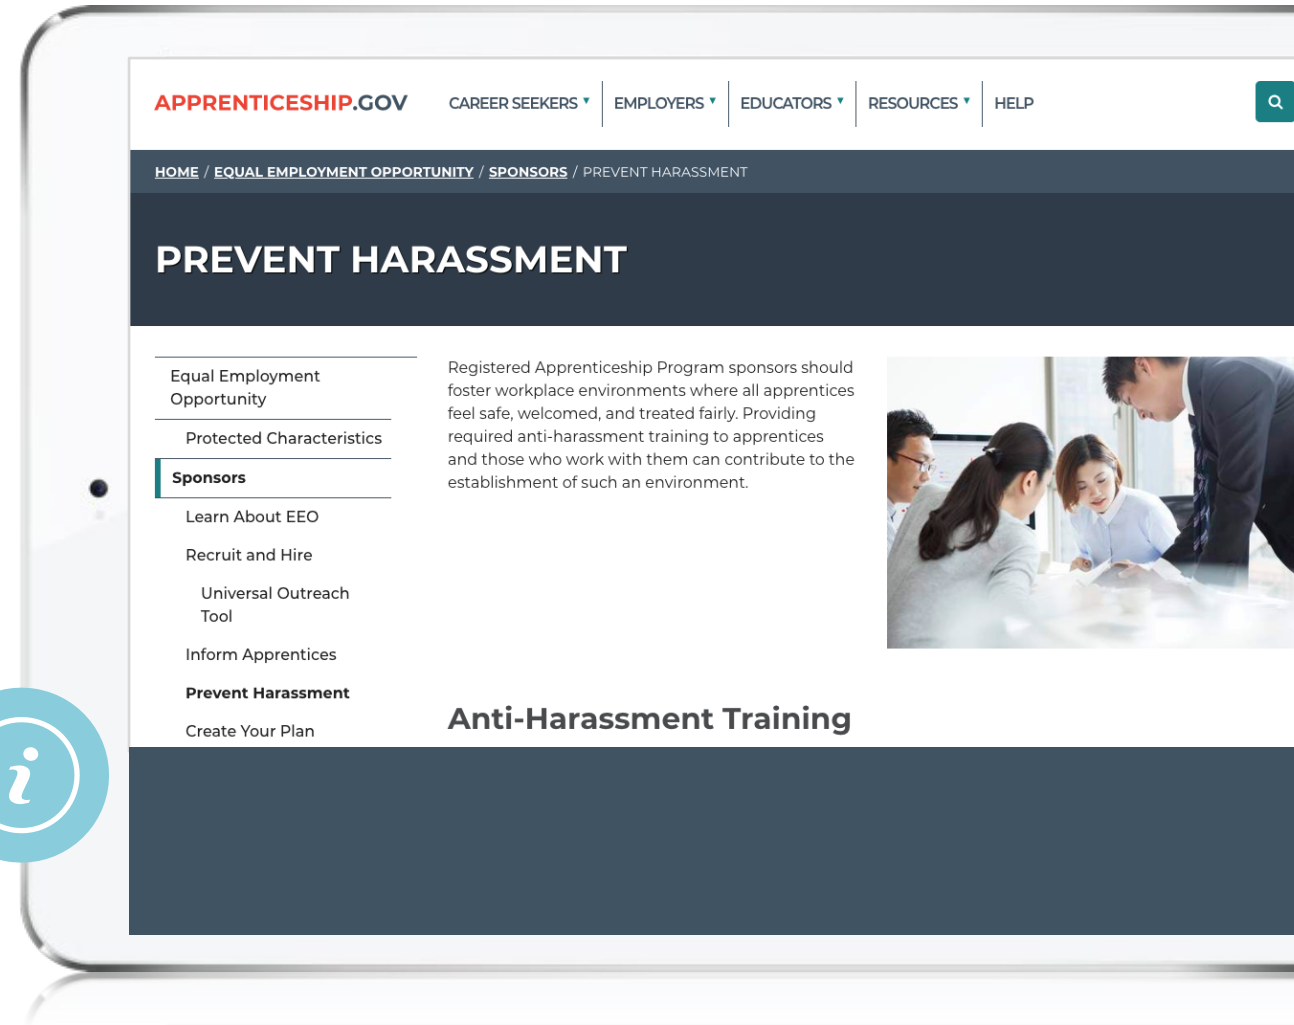 APPRENTICESHIP.GOV
CAREER SEEKERS
EMPLOYERS
EDUCATORS
RESOURCES
HELP
HOME / EQUAL EMPLOYMENT OPPORTUNITY / SPONSORS / PREVENT HARASSMENT
PREVENT HARASSMENT
Equal Employment
Opportunity
Protected Characteristics
Sponsors
Learn About EEO
Recruit and Hire
Universal Outreach
Tool
Inform Apprentices
Prevent Harassment
Create Your Plan
Registered Apprenticeship Program sponsors should
foster workplace environments where all apprentices
feel safe, welcomed, and treated fairly. Providing
required anti-harassment training to apprentices
and those who work with them can contribute to the
establishment of such an environment.
Anti-Harassment Training
i